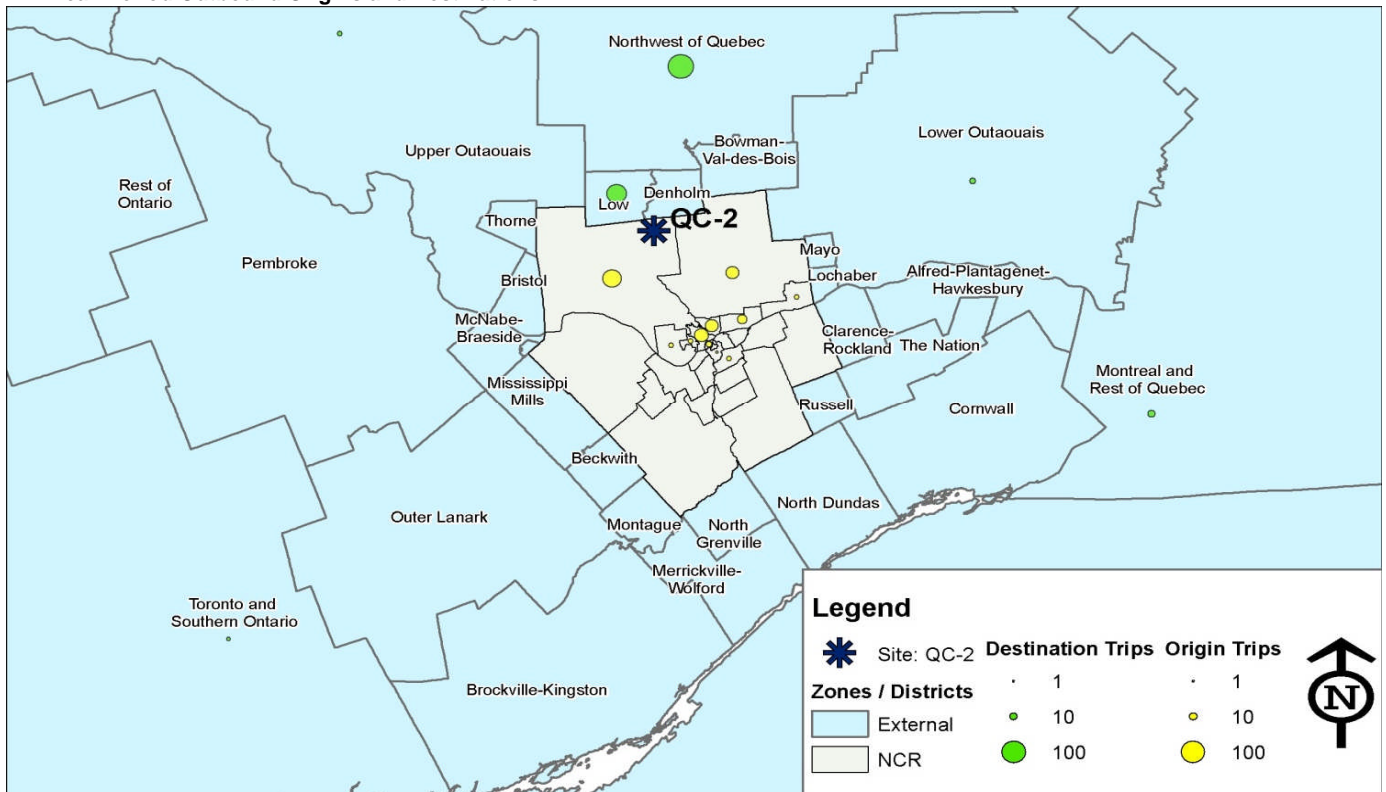 Northwest of Quebec
Lower Outaouais
Bowman-
Val-des-Bois
Upper Outaouais
Rest of
Ontario
Denholm
Low
QC-2
Thorne
Mayo
Pembroke
Lochaber
Alfred-Plantagenet-
Hawkesbury
Bristol
McNabe-
Braeside
Clarence-
Rockland
The Nation
Montreal and
Rest of Quebec
Mississippi
Mills
Russell
Cornwall
Beckwith
North Dundas
Outer Lanark
Montague
North
Grenville
Merrickville-
Wolford
Toronto and
Southern Ontario
Brockville-Kingston
Legend
Site: QC-2
Zones / Districts
External
NCR
Destination Trips
1
10
100
Origin Trips
1
10
100
N